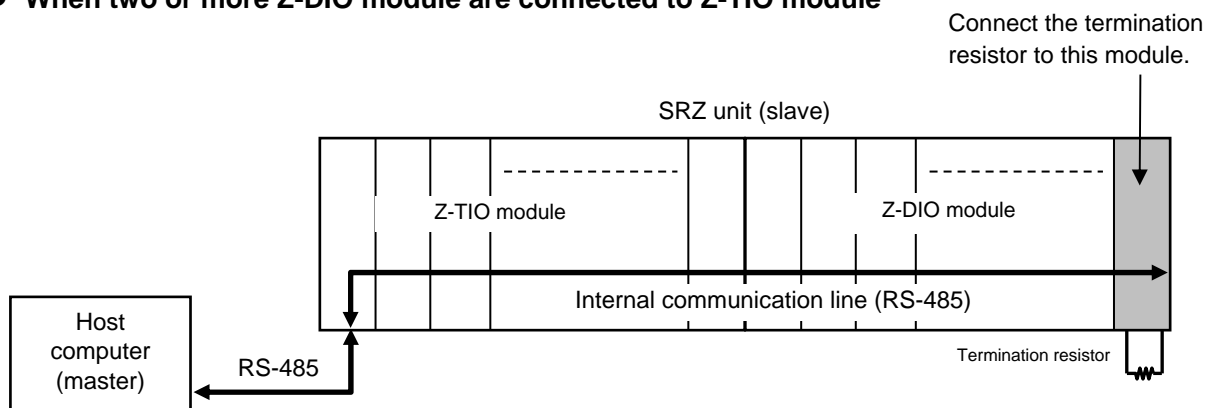 When two or more Z-DIO module are connected to Z-TIO module
Connect the termination
resistor to this module.
SRZ unit (slave)
Z-TIO module
Z-DIO module
Internal communication line (RS-485)
Host
computer
(master)
RS-485
Termination resistor